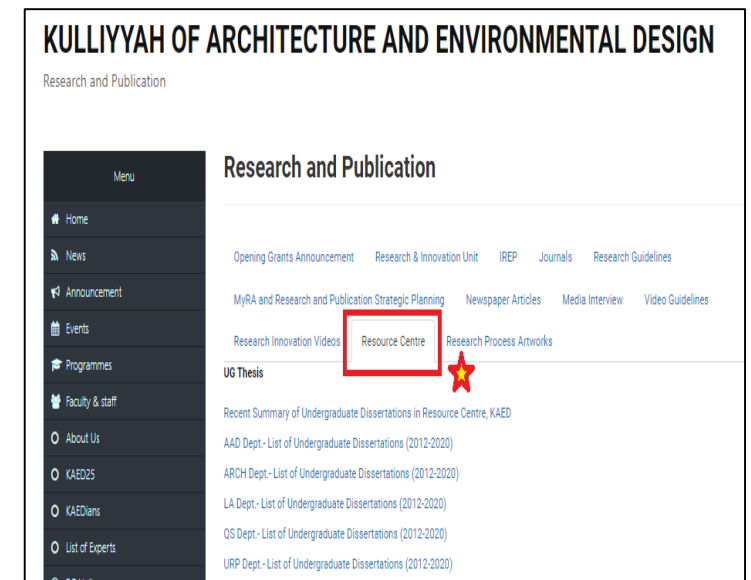 KULLIYYAH OF ARCHITECTURE AND ENVIRONMENTAL DESIGN
Research and Publication
Menu
Home
News
Announcement
Events
Programmes
Faculty & staff
About Us
KAED25
KAEDians
List of Experts
Research and Publication
Opening Grants Announcement Research & Innovation Unit IREP Journals Research Guidelines
MyRA and Research and Publication Strategic Planning Newspaper Articles Media Interview Video Guidelines
Research Innovation Videos Resource Centre Research Process Artworks
UG Thesis
Recent Summary of Undergraduate Dissertations in Resource Centre, KAED
AAD Dept.- List of Undergraduate Dissertations (2012-2020)
ARCH Dept.- List of Undergraduate Dissertations (2012-2020)
LA Dept.- List of Undergraduate Dissertations (2012-2020)
QS Dept.- List of Undergraduate Dissertations (2012-2020)
URP Dept.- List of Undergraduate Dissertations (2012-2020)